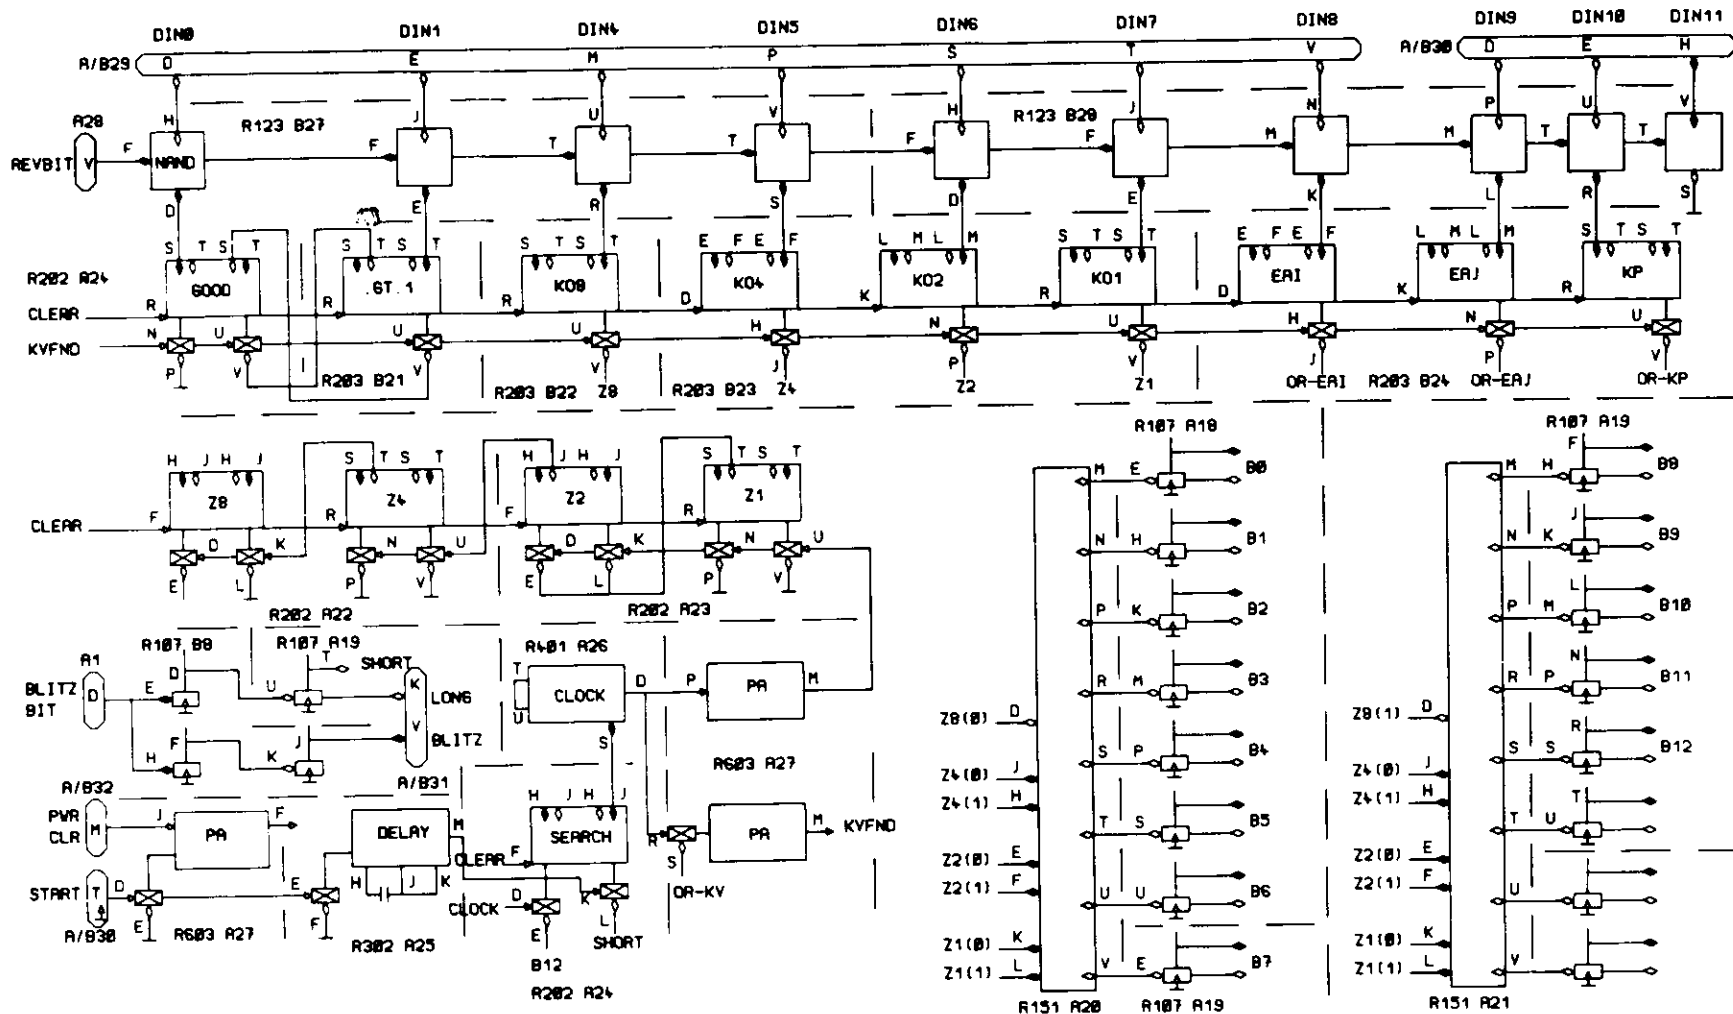 DIN0 DIN1 DIN4 DIN5 DIN6 DIN7 DIN8 DIN9 DIN10 DIN11
A/B29 D E M P S T V A/B30 D E H
H J U V H J N P U V
A28 R123 B27 R123 B28
REVBIT V F NAND F T T F F M M T T
D E R S D E K L R S
S T S T S T S T S T S T E F E F L M L M S T S T E F E F L M L M S T S T
R202 A24 GOOD .GT.1 KO8 KO4 KO2 KO1 EAI EAJ KP
CLEAR R R R D K R D K R
KVFND N U U U H N U H N U
P V V V J P V J P V
R203 B21 R203 B22 Z8 R203 B23 Z4 Z2 Z1 OR-EAI R203 B24 OR-EAJ OR-KP
H J H J S T S T H J H J S T S T
Z8 Z4 Z2 Z1
CLEAR F R F R
D K N U D K N U
E L P V E L P V
R202 A22 R202 A23
A1 R107 B8 R107 A19 SHORT R401 A26
BLITZ BIT D E D U T K LONG T U CLOCK D P PA M
H F K J V BLITZ S R603 A27
A/B32 A/B31
PWR CLR M J PA F DELAY M H J H J SEARCH R PA M KVFND
CLEAR F S OR-KV
START T D E H J K CLOCK D K
E F E L
A/B30 R603 A27 R302 A25 B12 SHORT
R202 A24
R107 A18
M E B0
N H B1
P K B2
R M B3
Z8(0) D
S P B4
Z4(0) J
Z4(1) H
T S B5
Z2(0) E
Z2(1) F
U U B6
Z1(0) K
Z1(1) L
V E B7
R151 A20 R107 A19
R107 A19
M H F B8
N K J B9
P M L B10
R P N B11
Z8(1) D
S S R B12
Z4(0) J
Z4(1) H
T U T
Z2(0) E
Z2(1) F
U
Z1(0) K
Z1(1) L
V
R151 A21